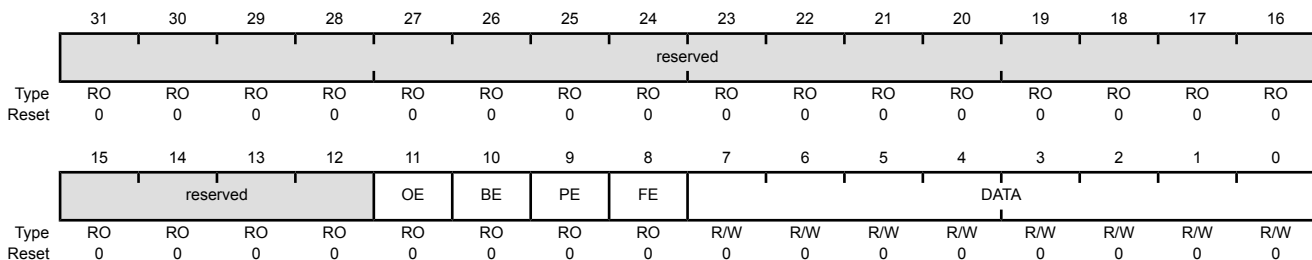 31 30 29 28 27 26 25 24 23 22 21 20 19 18 17 16
reserved
Type RO RO RO RO RO RO RO RO RO RO RO RO RO RO RO RO
Reset 0 0 0 0 0 0 0 0 0 0 0 0 0 0 0 0
15 14 13 12 11 10 9 8 7 6 5 4 3 2 1 0
reserved OE BE PE FE DATA
Type RO RO RO RO RO RO RO RO R/W R/W R/W R/W R/W R/W R/W R/W
Reset 0 0 0 0 0 0 0 0 0 0 0 0 0 0 0 0